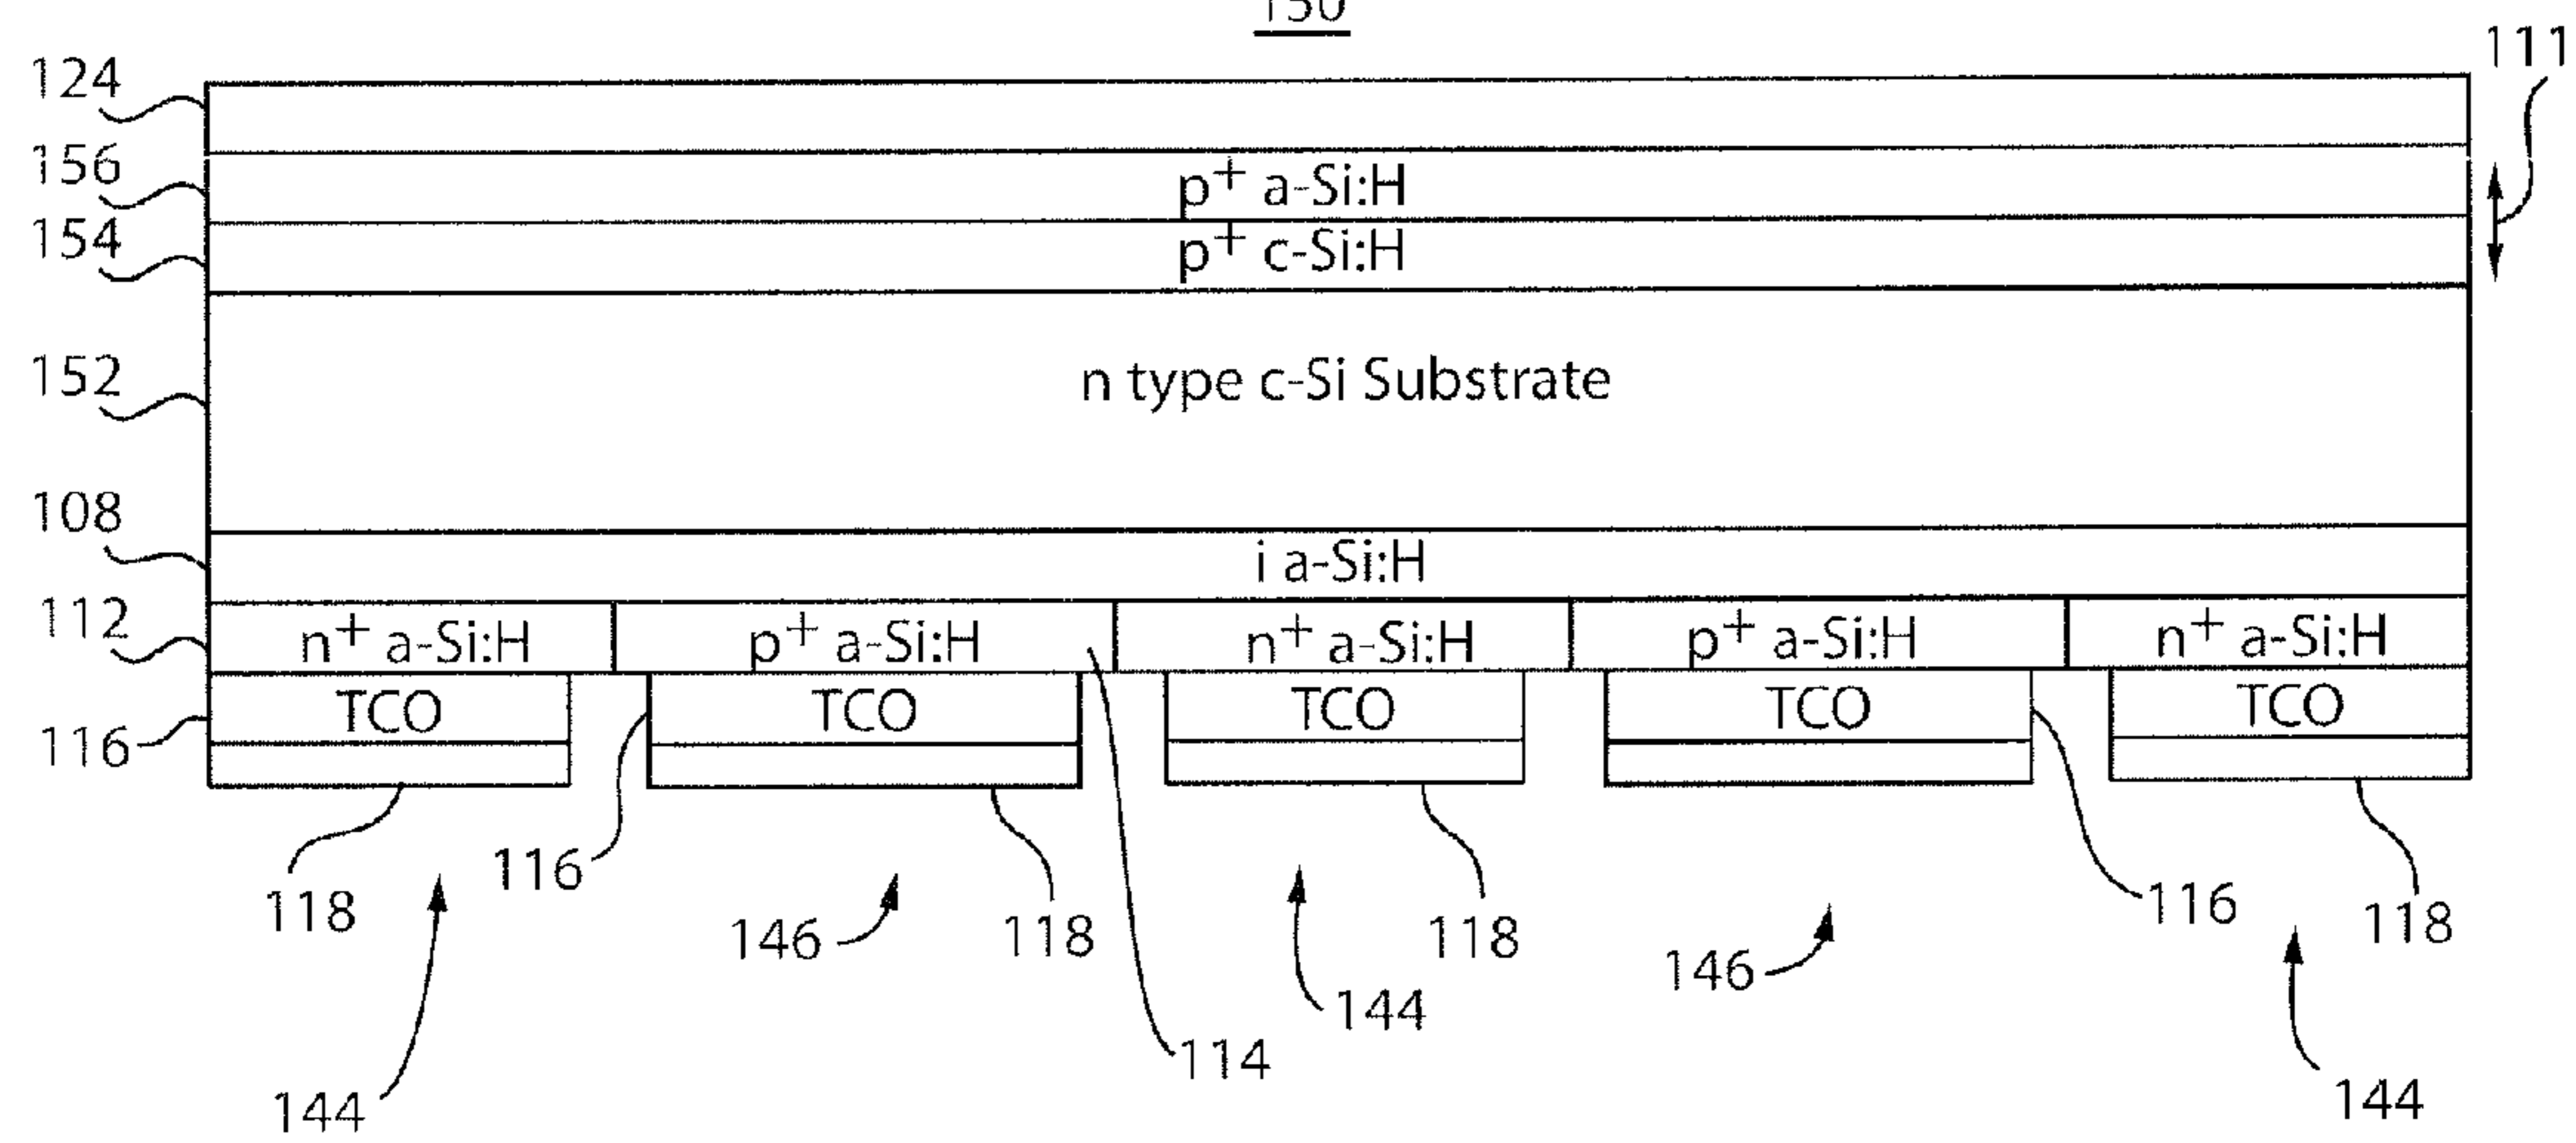 150
111
124
156
p+ a-Si:H
154
p+ c-Si:H
152
n type c-Si Substrate
108
i a-Si:H
112
n+ a-Si:H p+ a-Si:H n+ a-Si:H p+ a-Si:H n+ a-Si:H
116 TCO TCO TCO TCO TCO
118 116 146 118 144 118 146 116 118
144 114 144